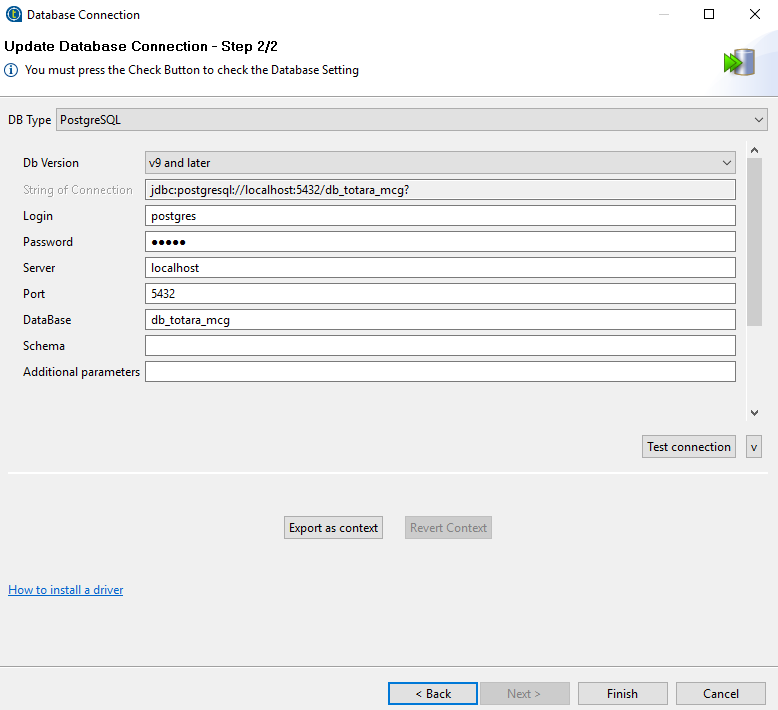 Database Connection
Update Database Connection - Step 2/2
You must press the Check Button to check the Database Setting
DB Type PostgreSQL
Db Version v9 and later
String of Connection jdbc:postgresql://localhost:5432/db_totara_mcg?
Login postgres
Password ●●●●●
Server localhost
Port 5432
DataBase db_totara_mcg
Schema
Additional parameters
Test connection v
Export as context Revert Context
How to install a driver
< Back Next > Finish Cancel